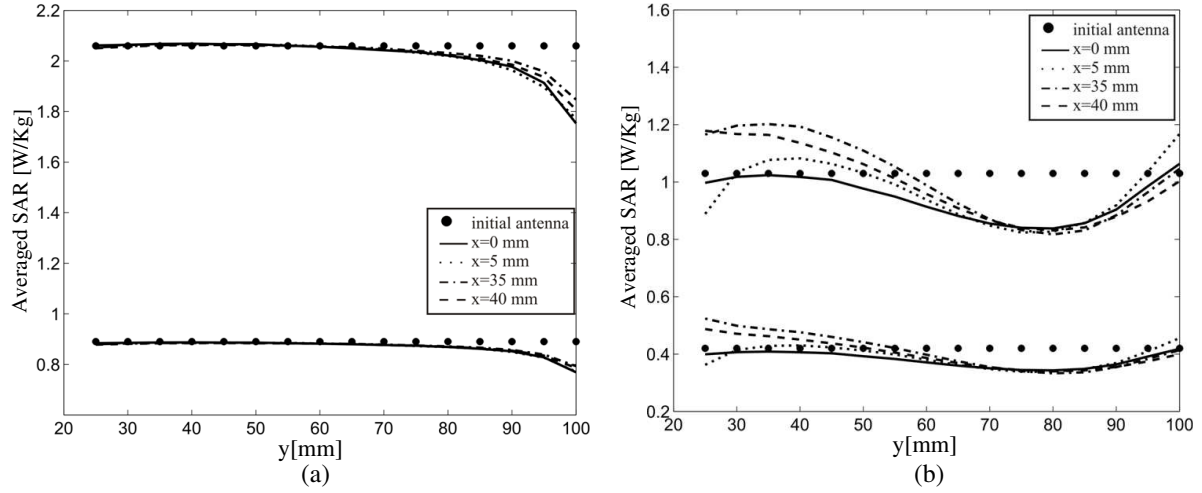 2.2
2.1
2
1.9
1.8
1
0.9
0.8
20
30
40
50
60
70
80
90
100
Averaged SAR [W/Kg]
y[mm]
initial antenna
x=0 mm
x=5 mm
x=35 mm
x=40 mm
(a)
1.6
1.4
1.2
1
0.8
0.6
0.4
0.2
20
30
40
50
60
70
80
90
100
Averaged SAR [W/Kg]
y[mm]
initial antenna
x=0 mm
x=5 mm
x=35 mm
x=40 mm
(b)